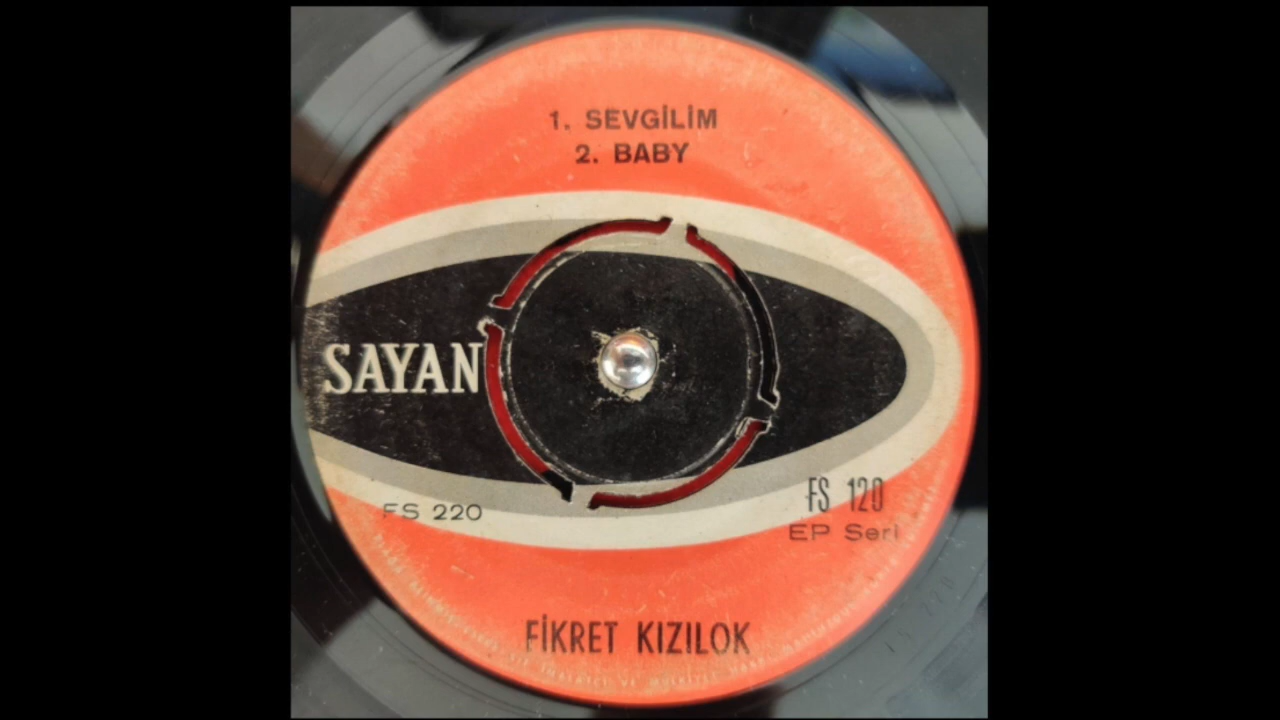 1. SEVGİLİM
2. BABY
SAYAN
FS 220
FS 120
EP Seri
FİKRET KIZILOK